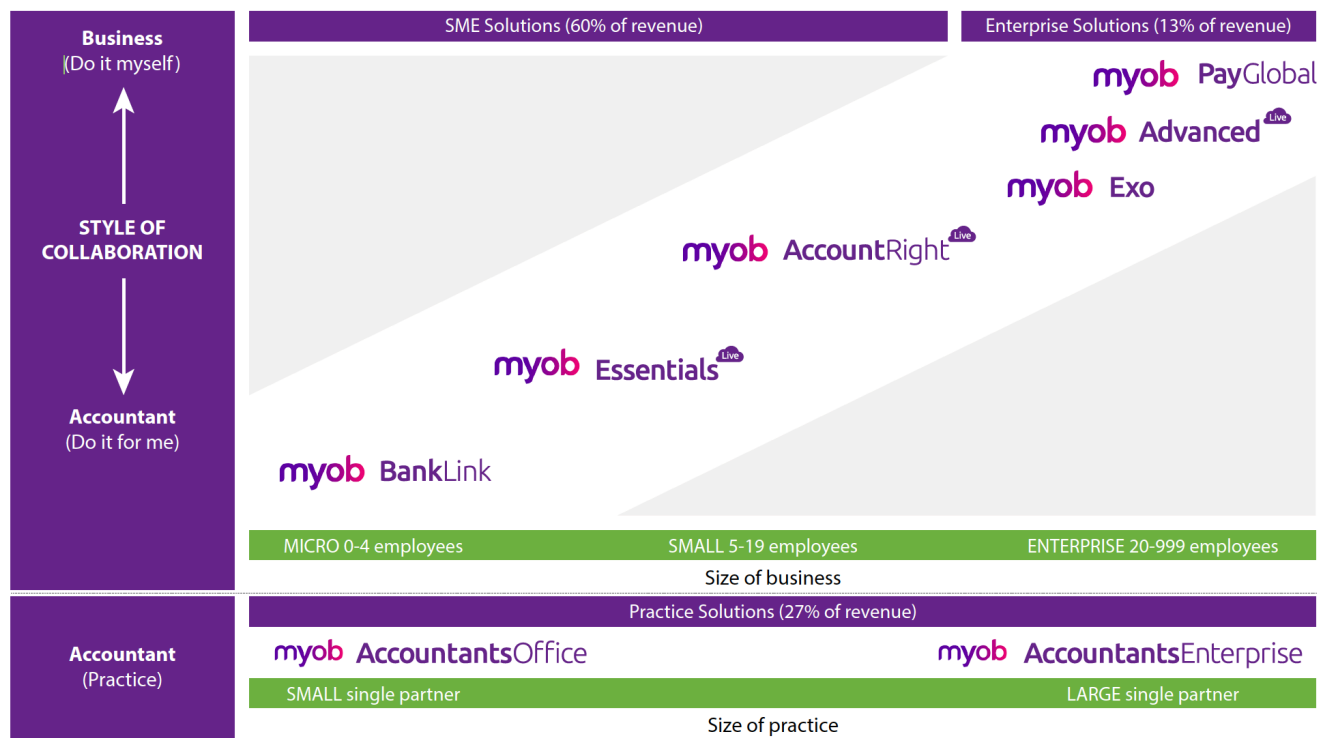 SME Solutions (60% of revenue)
Enterprise Solutions (13% of revenue)
Business
(Do it myself)
STYLE OF
COLLABORATION
Accountant
(Do it for me)
myob PayGlobal
myob Advanced Live
myob Exo
myob AccountRight Live
myob Essentials Live
myob BankLink
MICRO 0-4 employees
SMALL 5-19 employees
ENTERPRISE 20-999 employees
Size of business
Accountant
(Practice)
Practice Solutions (27% of revenue)
myob AccountantsOffice
myob AccountantsEnterprise
SMALL single partner
LARGE single partner
Size of practice